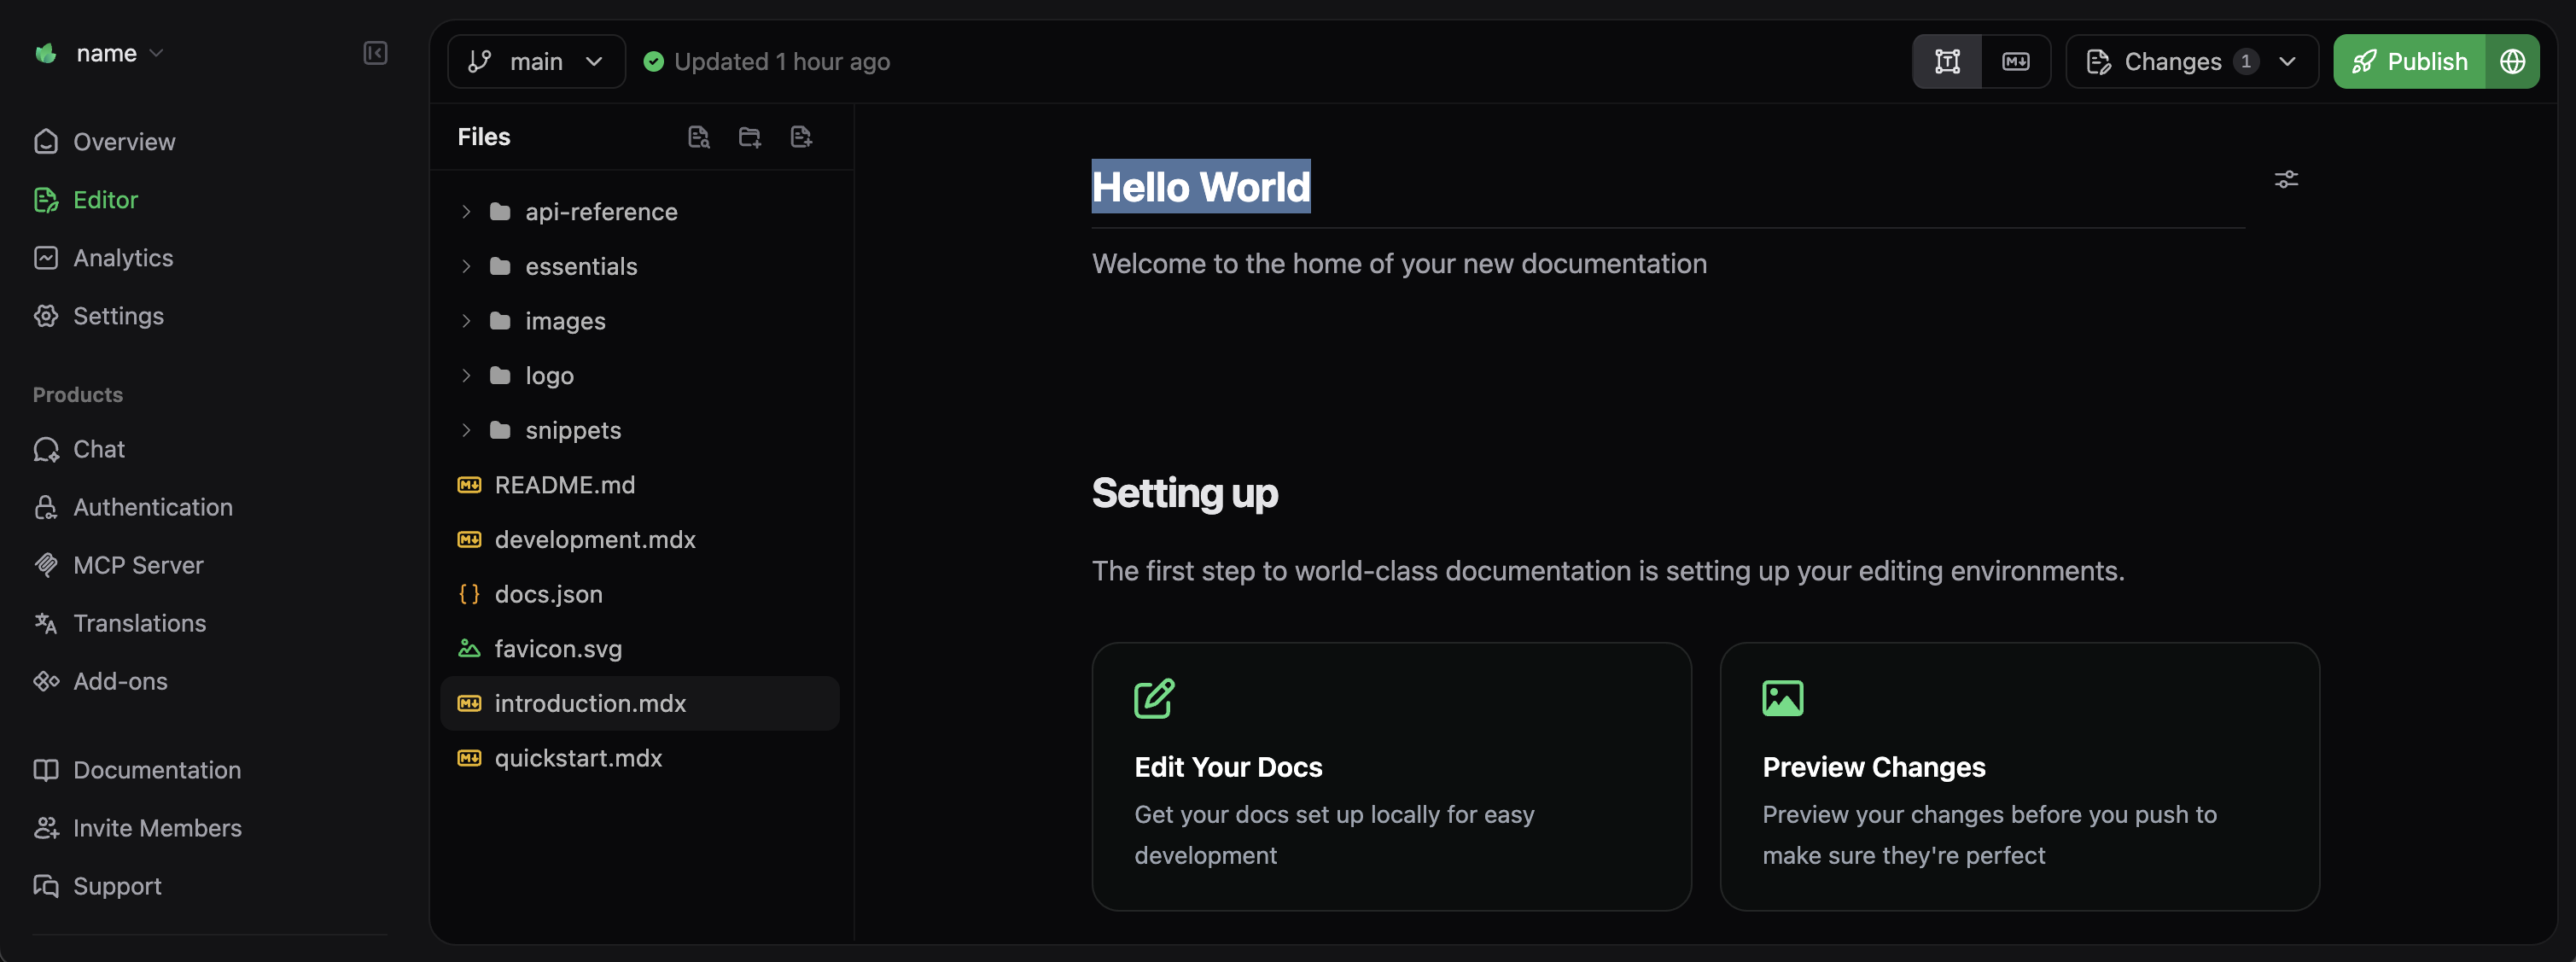 name
Overview
Editor
Analytics
Settings
Products
Chat
Authentication
MCP Server
Translations
Add-ons
Documentation
Invite Members
Support
main
Updated 1 hour ago
Changes 1
Publish
Files
api-reference
essentials
images
logo
snippets
README.md
development.mdx
docs.json
favicon.svg
introduction.mdx
quickstart.mdx
Hello World
Welcome to the home of your new documentation
Setting up
The first step to world-class documentation is setting up your editing environments.
Edit Your Docs
Get your docs set up locally for easy
development
Preview Changes
Preview your changes before you push to
make sure they're perfect